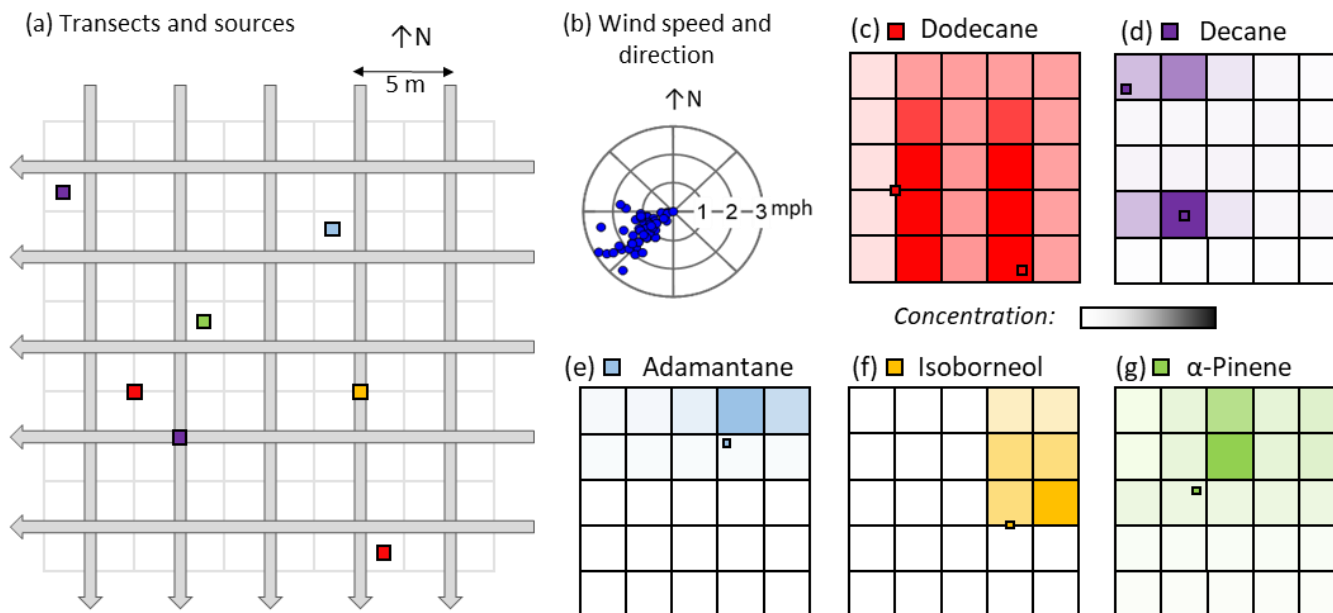 (a) Transects and sources
↑N
5 m
(b) Wind speed and
direction
↑N
1 2 3 mph
(c) Dodecane
(d) Decane
Concentration:
(e) Adamantane
(f) Isoborneol
(g) α-Pinene